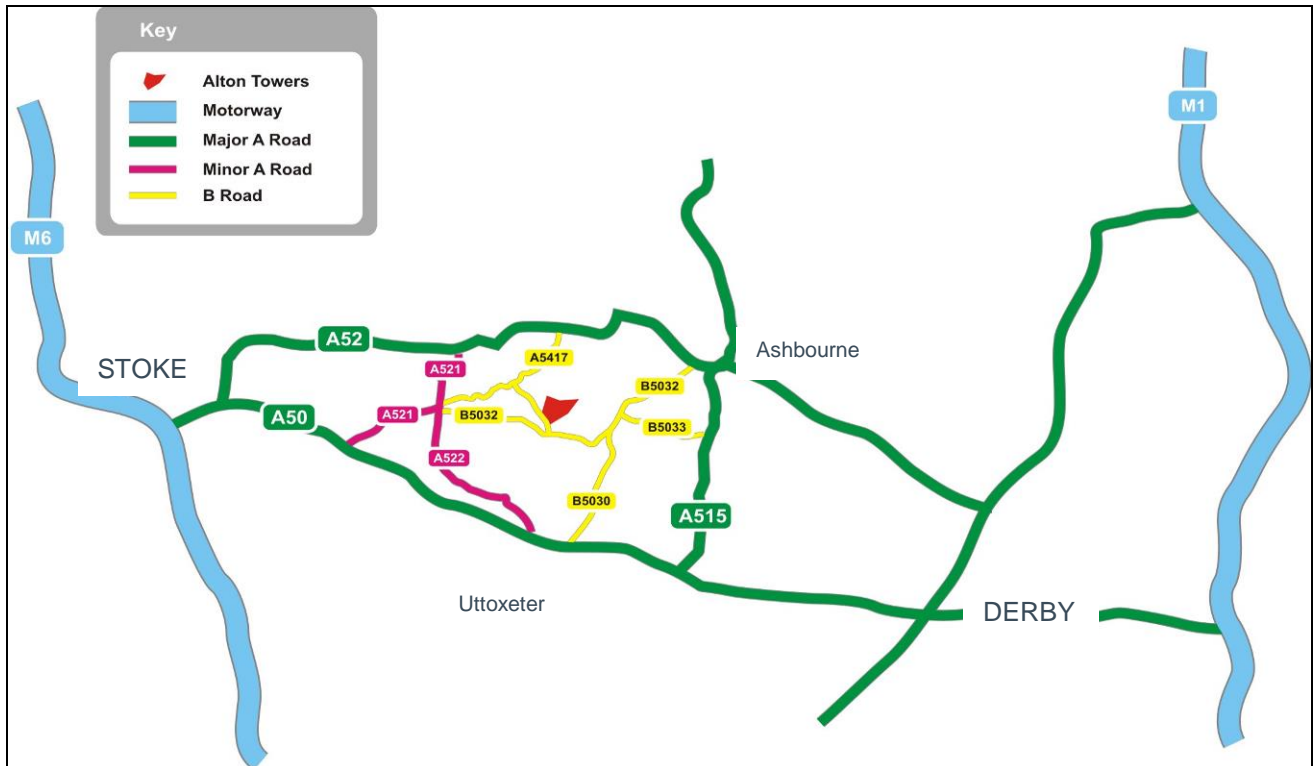 Key
Alton Towers
Motorway
Major A Road
Minor A Road
B Road
M1
M6
A52
STOKE
Ashbourne
A5417
A521
B5032
A521
B5032
A50
B5033
A522
B5030
A515
Uttoxeter
DERBY